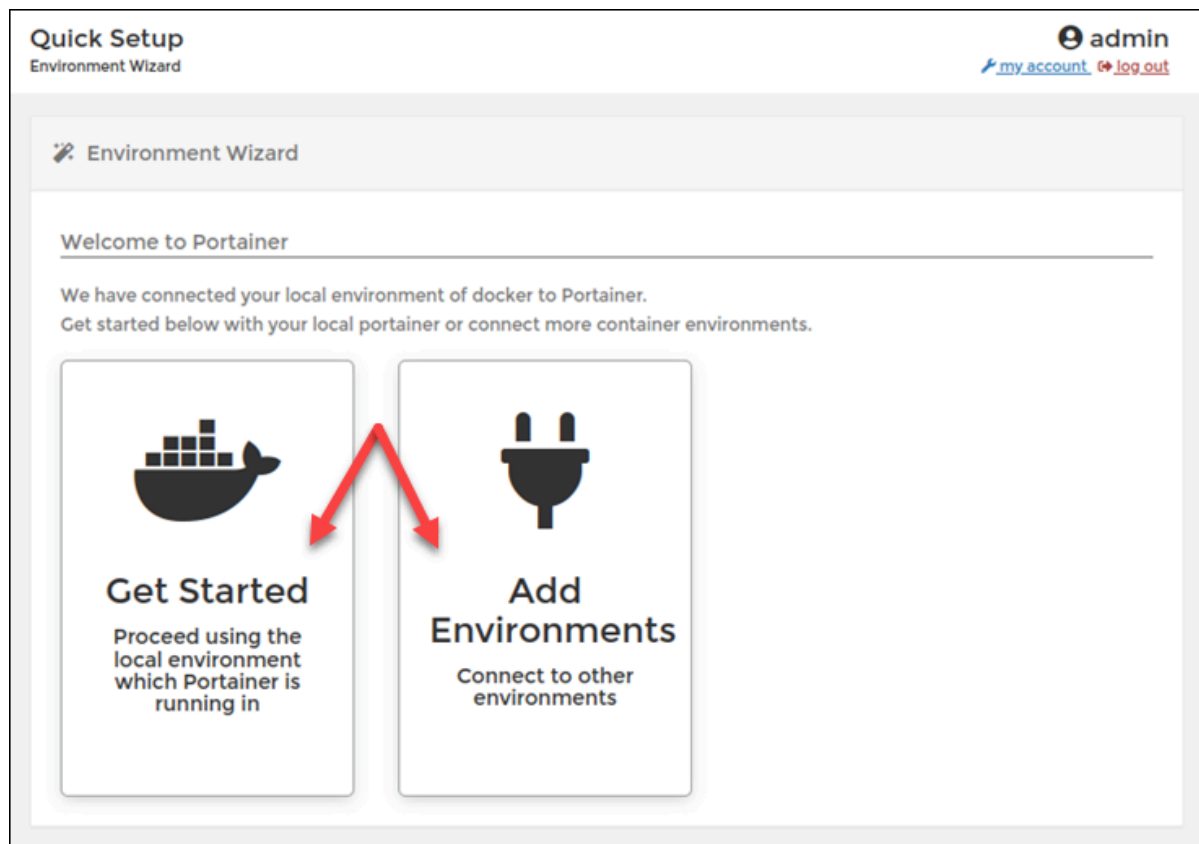 Quick Setup
admin
Environment Wizard
my account log out
Environment Wizard
Welcome to Portainer
We have connected your local environment of docker to Portainer.
Get started below with your local portainer or connect more container environments.
Get Started
Proceed using the
local environment
which Portainer is
running in
Add
Environments
Connect to other
environments